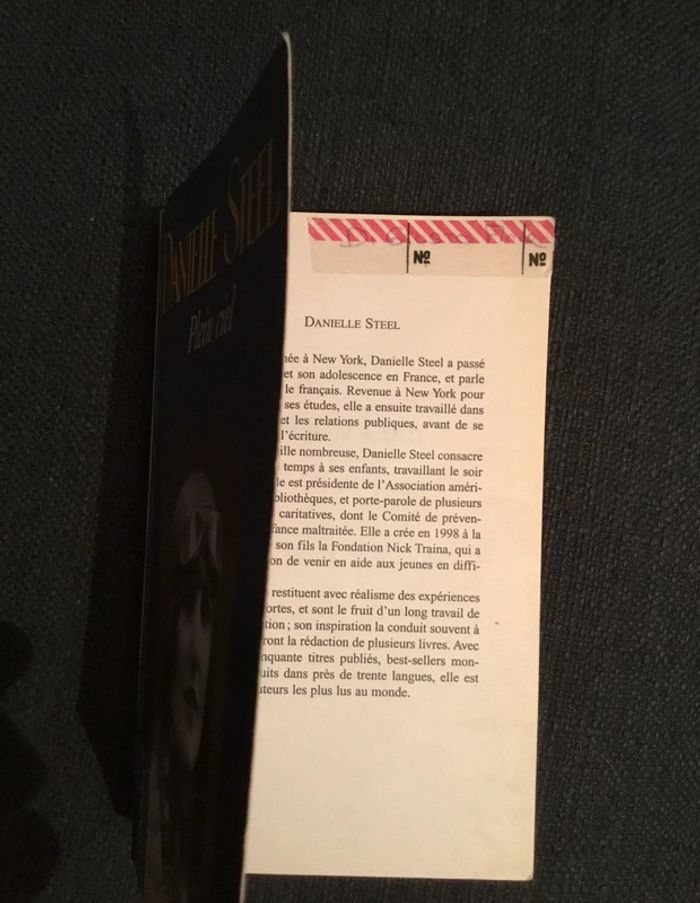 DANIELLE STEEL
Plein ciel
Nº
Nº
DANIELLE STEEL
née à New York, Danielle Steel a passé
et son adolescence en France, et parle
le français. Revenue à New York pour
ses études, elle a ensuite travaillé dans
et les relations publiques, avant de se
l'écriture.
ille nombreuse, Danielle Steel consacre
temps à ses enfants, travaillant le soir
le est présidente de l'Association améri-
bliothèques, et porte-parole de plusieurs
caritatives, dont le Comité de préven-
fance maltraitée. Elle a crée en 1998 à la
son fils la Fondation Nick Traina, qui a
on de venir en aide aux jeunes en diffi-
restituent avec réalisme des expériences
ortes, et sont le fruit d'un long travail de
tion ; son inspiration la conduit souvent à
ront la rédaction de plusieurs livres. Avec
nquante titres publiés, best-sellers mon-
uits dans près de trente langues, elle est
uteurs les plus lus au monde.